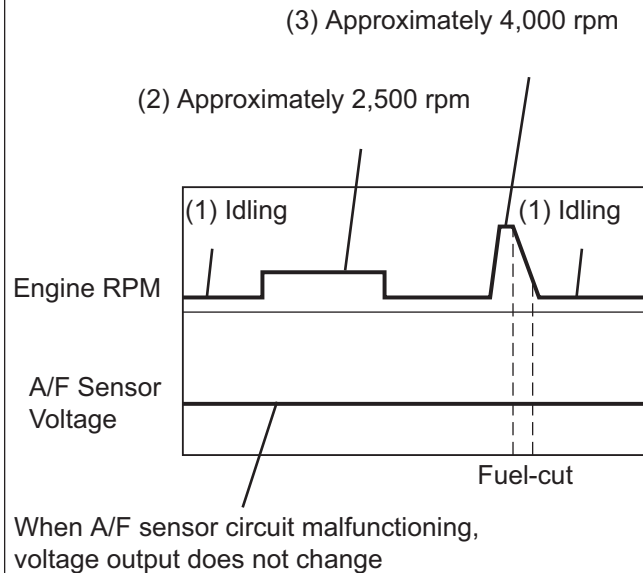 (3) Approximately 4,000 rpm
(2) Approximately 2,500 rpm
(1) Idling
(1) Idling
Engine RPM
A/F Sensor
Voltage
Fuel-cut
When A/F sensor circuit malfunctioning,
voltage output does not change